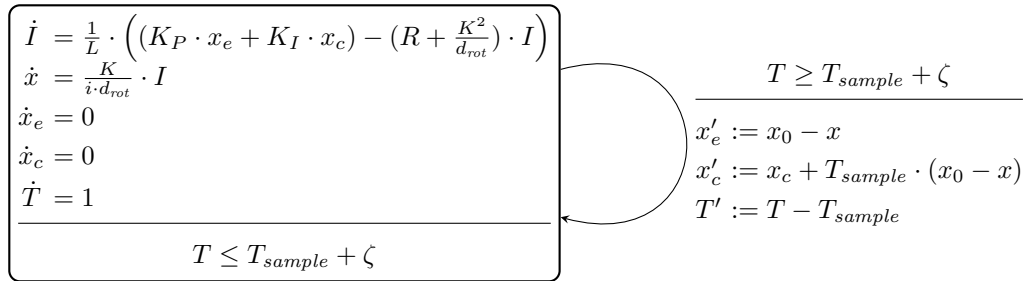 İ = 1/L · ((K_P · x_e + K_I · x_c) − (R + K²/d_rot) · I)
ẋ = K/(i·d_rot) · I
ẋ_e = 0
ẋ_c = 0
Ṫ = 1
T ≤ T_sample + ζ
T ≥ T_sample + ζ
x′_e := x_0 − x
x′_c := x_c + T_sample · (x_0 − x)
T′ := T − T_sample